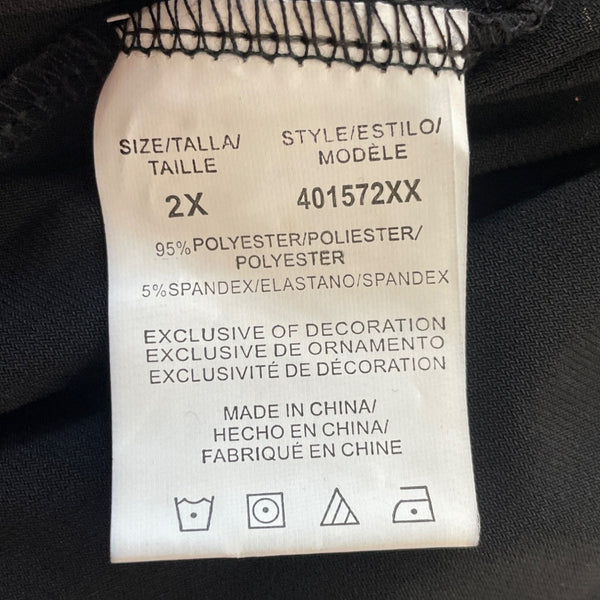 SIZE/TALLA/
TAILLE
2X
STYLE/ESTILO/
MODÈLE
401572XX
95% POLYESTER/POLIESTER/
POLYESTER
5%SPANDEX/ELASTANO/SPANDEX
EXCLUSIVE OF DECORATION
EXCLUSIVE DE ORNAMENTO
EXCLUSIVITÉ DE DÉCORATION
MADE IN CHINA/
HECHO EN CHINA/
FABRIQUÉ EN CHINE